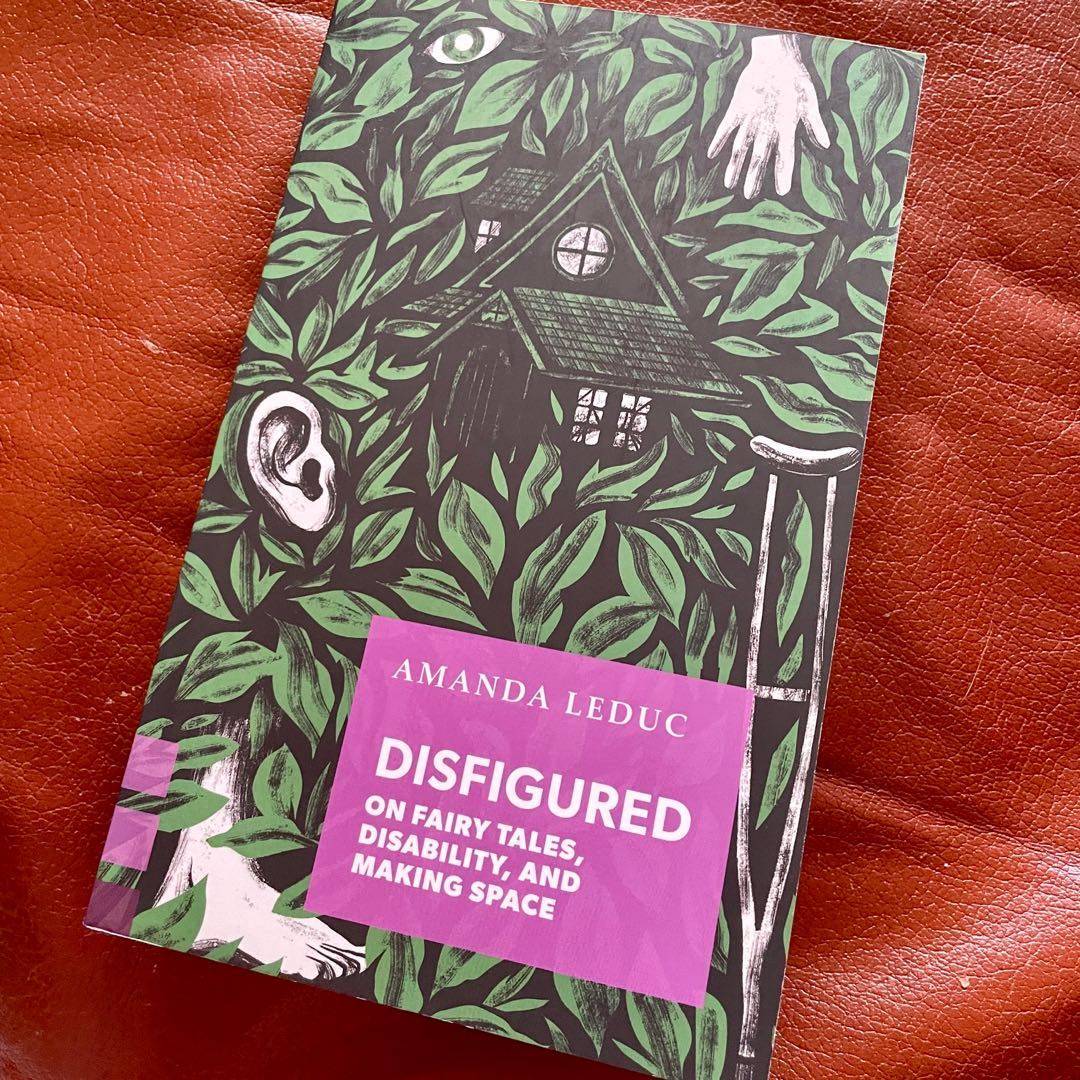 AMANDA LEDUC
DISFIGURED
ON FAIRY TALES,
DISABILITY, AND
MAKING SPACE